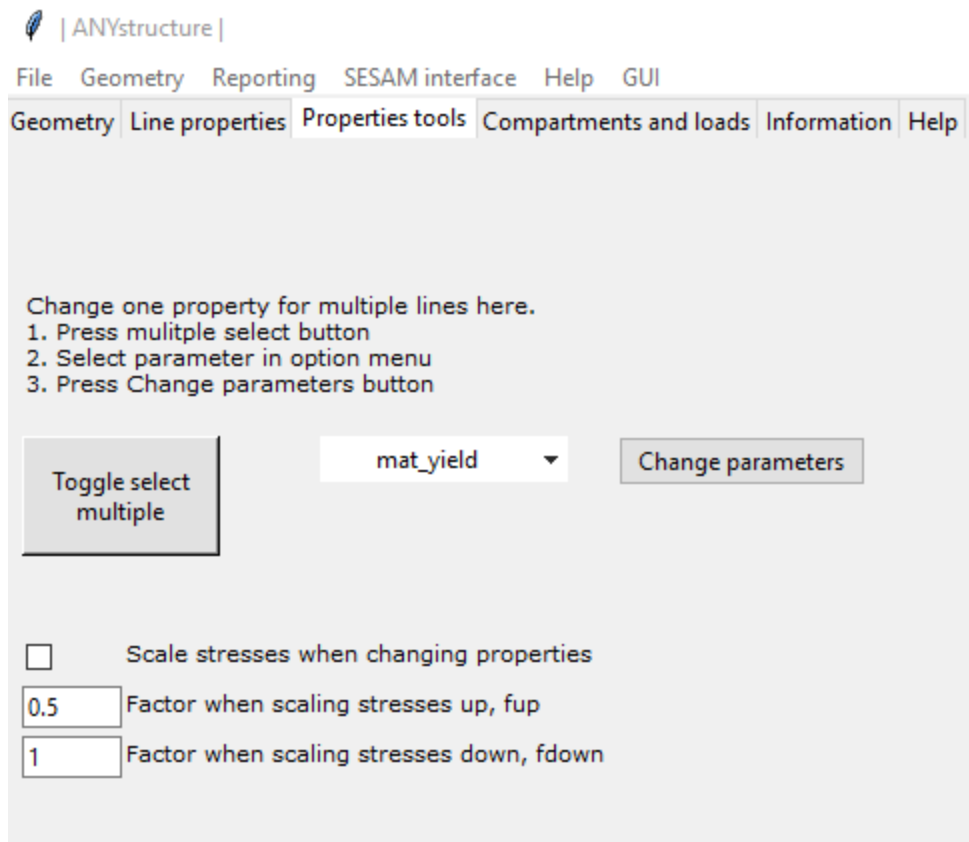 | ANYstructure |
File Geometry Reporting SESAM interface Help GUI
Geometry Line properties Properties tools Compartments and loads Information Help
Change one property for multiple lines here.
1. Press mulitple select button
2. Select parameter in option menu
3. Press Change parameters button
Toggle select
multiple
mat_yield
Change parameters
Scale stresses when changing properties
0.5 Factor when scaling stresses up, fup
1 Factor when scaling stresses down, fdown